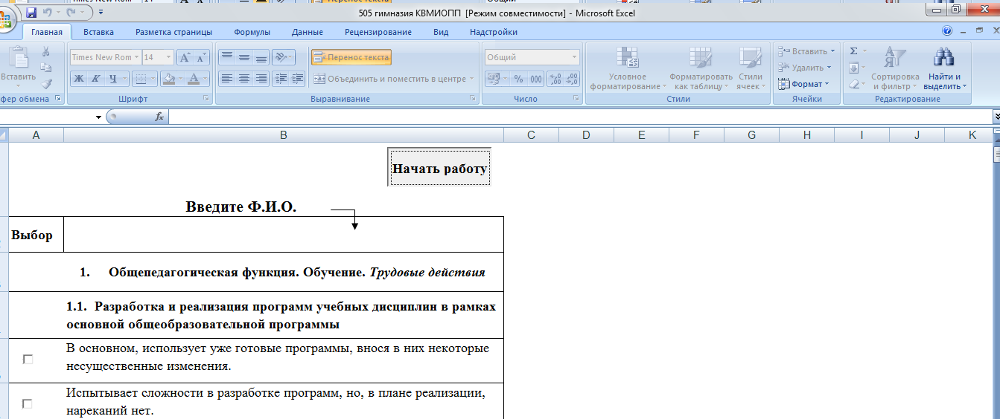 505 гимназия КВМИОПП [Режим совместимости] - Microsoft Excel
Главная Вставка Разметка страницы Формулы Данные Рецензирование Вид Надстройки
Times New Rom 14 Перенос текста Общий Вставить Σ
Вставить Ж К Ч Объединить и поместить в центре % 000 Условное форматирование Форматировать как таблицу Стили ячеек Удалить Формат Сортировка и фильтр Найти и выделить
фер обмена Шрифт Выравнивание Число Стили Ячейки Редактирование
fx
A B C D E F G H I J K
Начать работу
Введите Ф.И.О.
Выбор
1. Общепедагогическая функция. Обучение. Трудовые действия
1.1. Разработка и реализация программ учебных дисциплин в рамках
основной общеобразовательной программы
В основном, использует уже готовые программы, внося в них некоторые
несущественные изменения.
Испытывает сложности в разработке программ, но, в плане реализации,
нареканий нет.